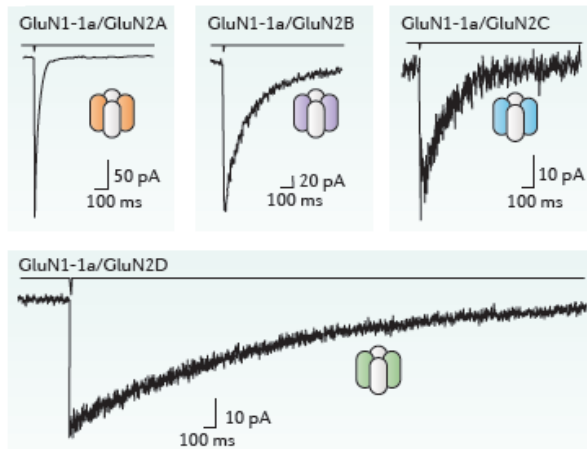 GluN1-1a/GluN2A
50 pA
100 ms
GluN1-1a/GluN2B
20 pA
100 ms
GluN1-1a/GluN2C
10 pA
100 ms
GluN1-1a/GluN2D
10 pA
100 ms